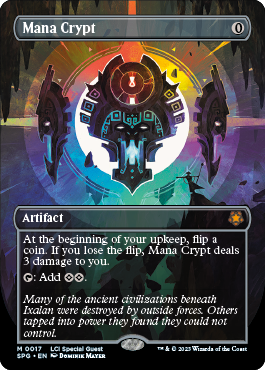 Mana Crypt 0
Artifact
At the beginning of your upkeep, flip a
coin. If you lose the flip, Mana Crypt deals
3 damage to you.
: Add .
Many of the ancient civilizations beneath
Ixalan were destroyed by outside forces. Others
tapped into power they found they could not
control.
M 0017 LCI Special Guest
SPG • EN Dominik Mayer
™ & © 2023 Wizards of the Coast